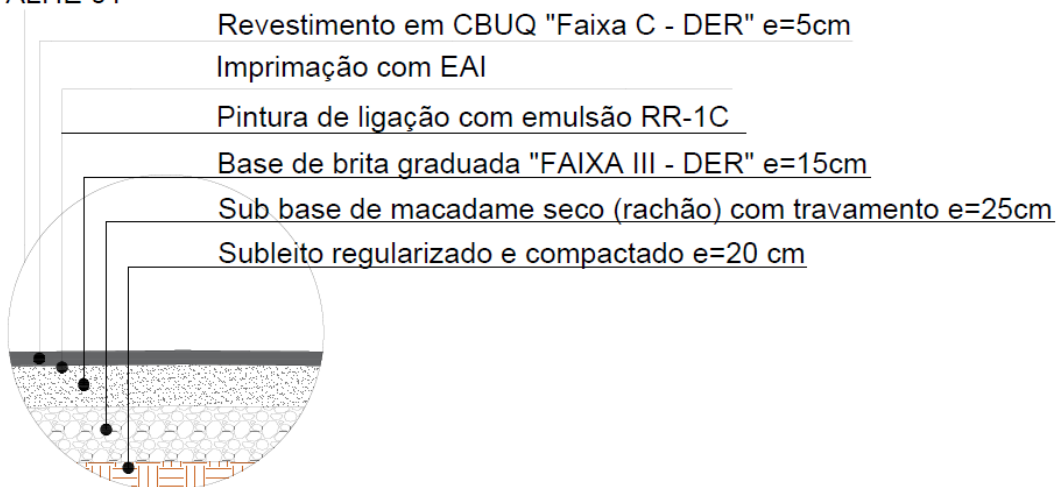 Revestimento em CBUQ "Faixa C - DER" e=5cm
Imprimação com EAI
Pintura de ligação com emulsão RR-1C
Base de brita graduada "FAIXA III - DER" e=15cm
Sub base de macadame seco (rachão) com travamento e=25cm
Subleito regularizado e compactado e=20 cm